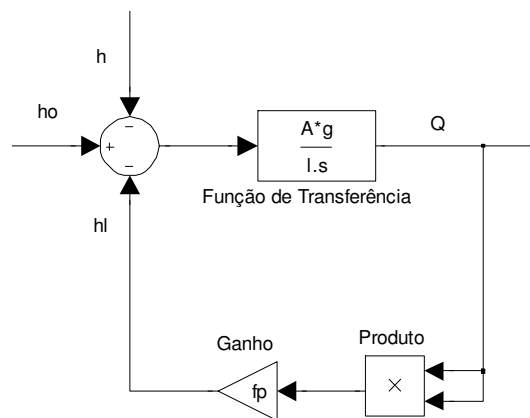 h
ho
A*g
l.s
Q
Função de Transferência
hl
Ganho
Produto
fp